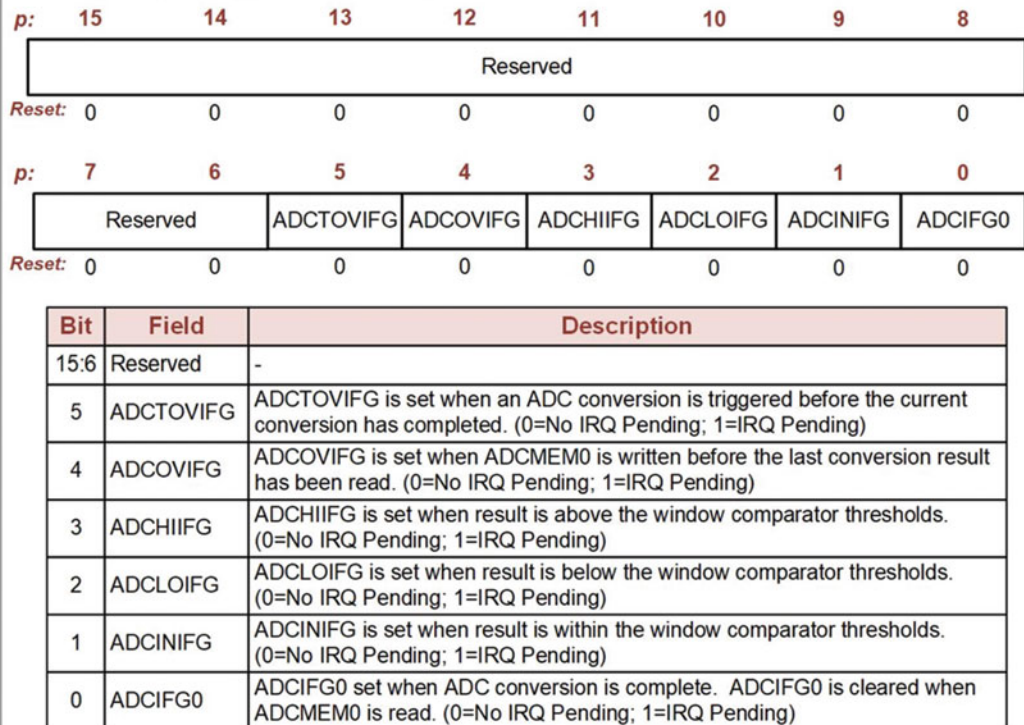 p: 15 14 13 12 11 10 9 8
Reserved
Reset: 0 0 0 0 0 0 0 0
p: 7 6 5 4 3 2 1 0
Reserved ADCTOVIFG ADCOVIFG ADCHIIFG ADCLOIFG ADCINIFG ADCIFG0
Reset: 0 0 0 0 0 0 0 0
Bit Field Description
15:6 Reserved -
5 ADCTOVIFG ADCTOVIFG is set when an ADC conversion is triggered before the current
conversion has completed. (0=No IRQ Pending; 1=IRQ Pending)
4 ADCOVIFG ADCOVIFG is set when ADCMEM0 is written before the last conversion result
has been read. (0=No IRQ Pending; 1=IRQ Pending)
3 ADCHIIFG ADCHIIFG is set when result is above the window comparator thresholds.
(0=No IRQ Pending; 1=IRQ Pending)
2 ADCLOIFG ADCLOIFG is set when result is below the window comparator thresholds.
(0=No IRQ Pending; 1=IRQ Pending)
1 ADCINIFG ADCINIFG is set when result is within the window comparator thresholds.
(0=No IRQ Pending; 1=IRQ Pending)
0 ADCIFG0 ADCIFG0 set when ADC conversion is complete. ADCIFG0 is cleared when
ADCMEM0 is read. (0=No IRQ Pending; 1=IRQ Pending)